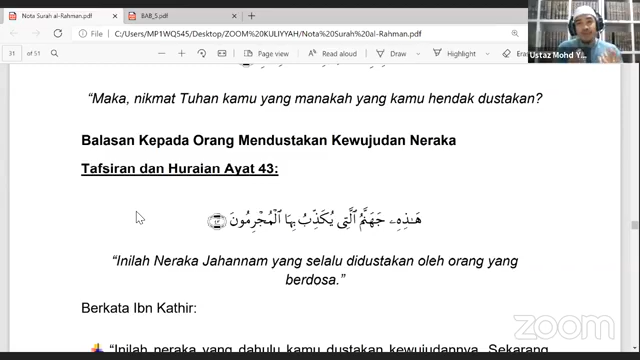 Nota Surah al-Rahman.pdf
BAB_5.pdf
File
C:/Users/MP1WQ545/Desktop/ZOOM%20KULIYYAH/Nota%20Surah%20al-Rahman.pdf
31 of 51
Page view
Read aloud
Draw
Highlight
Erase
Ustaz Mohd Y...
“Maka, nikmat Tuhan kamu yang manakah yang kamu hendak dustakan?
Balasan Kepada Orang Mendustakan Kewujudan Neraka
Tafsiran dan Huraian Ayat 43:
هَـٰذِهِۦ جَهَنَّمُ ٱلَّتِى يُكَذِّبُ بِهَا ٱلْمُجْرِمُونَ ۝٤٣
“Inilah Neraka Jahannam yang selalu didustakan oleh orang yang
berdosa.”
Berkata Ibn Kathir:
“Inilah neraka yang dahulu kamu dustakan kewujudannya. Sekarang
zoom